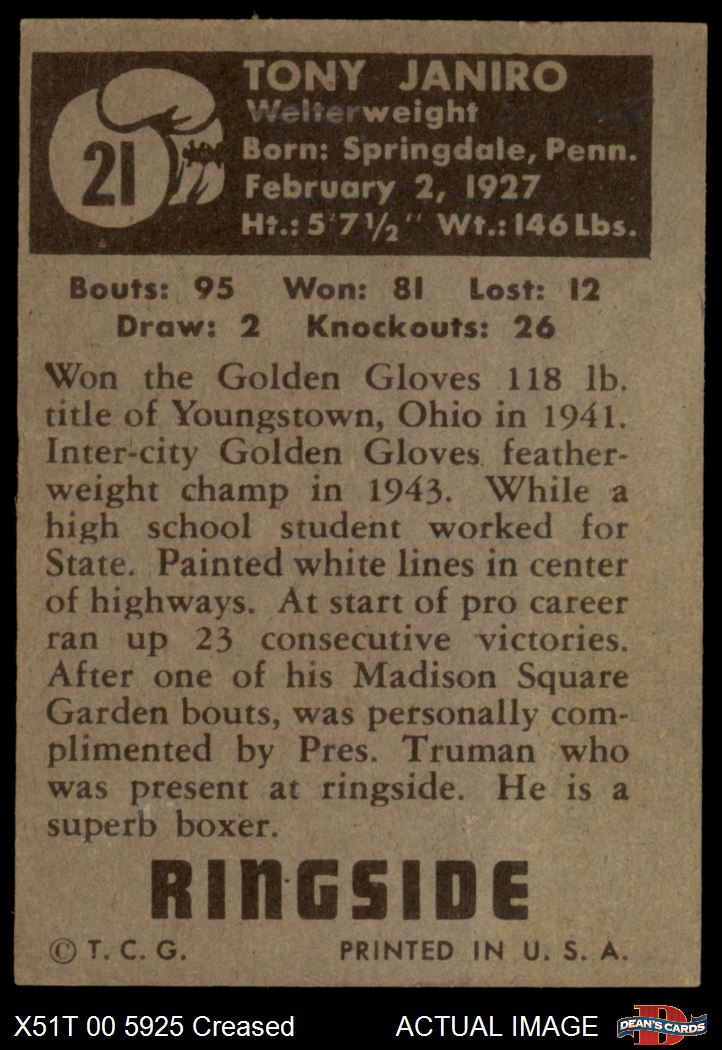 21
TONY JANIRO
Welterweight
Born: Springdale, Penn.
February 2, 1927
Ht.: 5'7½" Wt.: 146 Lbs.
Bouts: 95 Won: 81 Lost: 12
Draw: 2 Knockouts: 26
Won the Golden Gloves 118 lb.
title of Youngstown, Ohio in 1941.
Inter-city Golden Gloves feather-
weight champ in 1943. While a
high school student worked for
State. Painted white lines in center
of highways. At start of pro career
ran up 23 consecutive victories.
After one of his Madison Square
Garden bouts, was personally com-
plimented by Pres. Truman who
was present at ringside. He is a
superb boxer.
RINGSIDE
© T. C. G. PRINTED IN U. S. A.
X51T 00 5925 Creased ACTUAL IMAGE
D
DEAN'S CARDS